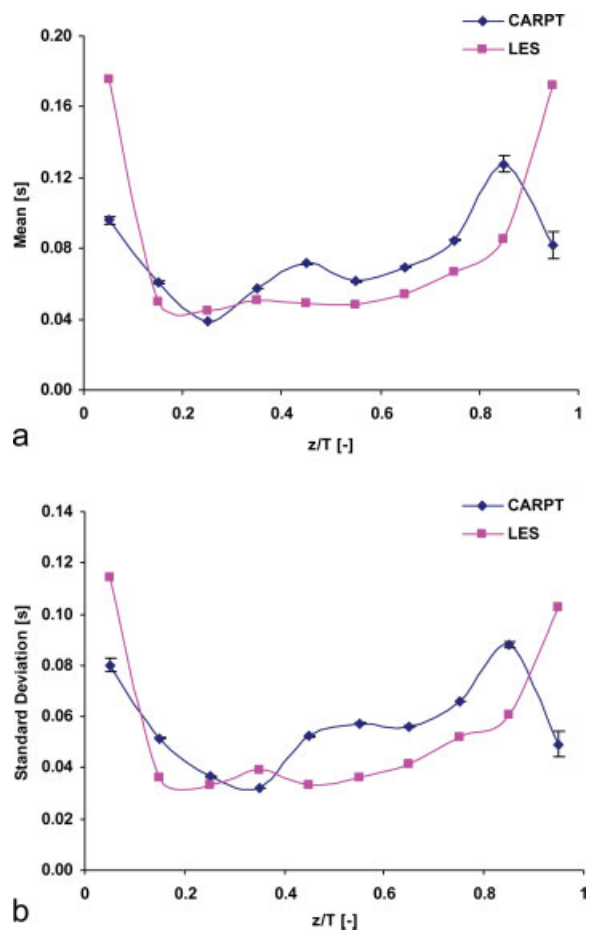 CARPT
LES
0.20
0.16
0.12
0.08
0.04
0.00
Mean [s]
0 0.2 0.4 0.6 0.8 1
z/T [-]
a
CARPT
LES
0.14
0.12
0.10
0.08
0.06
0.04
0.02
0.00
Standard Deviation [s]
0 0.2 0.4 0.6 0.8 1
z/T [-]
b